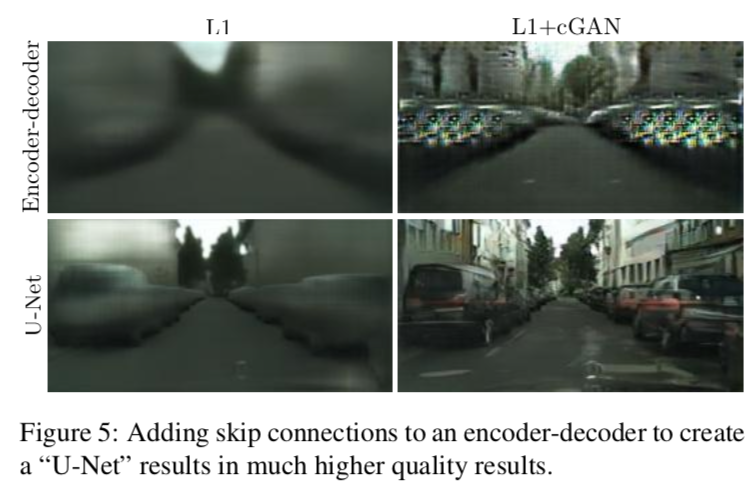 L1
L1+cGAN
Encoder-decoder
U-Net
Figure 5: Adding skip connections to an encoder-decoder to create
a “U-Net” results in much higher quality results.